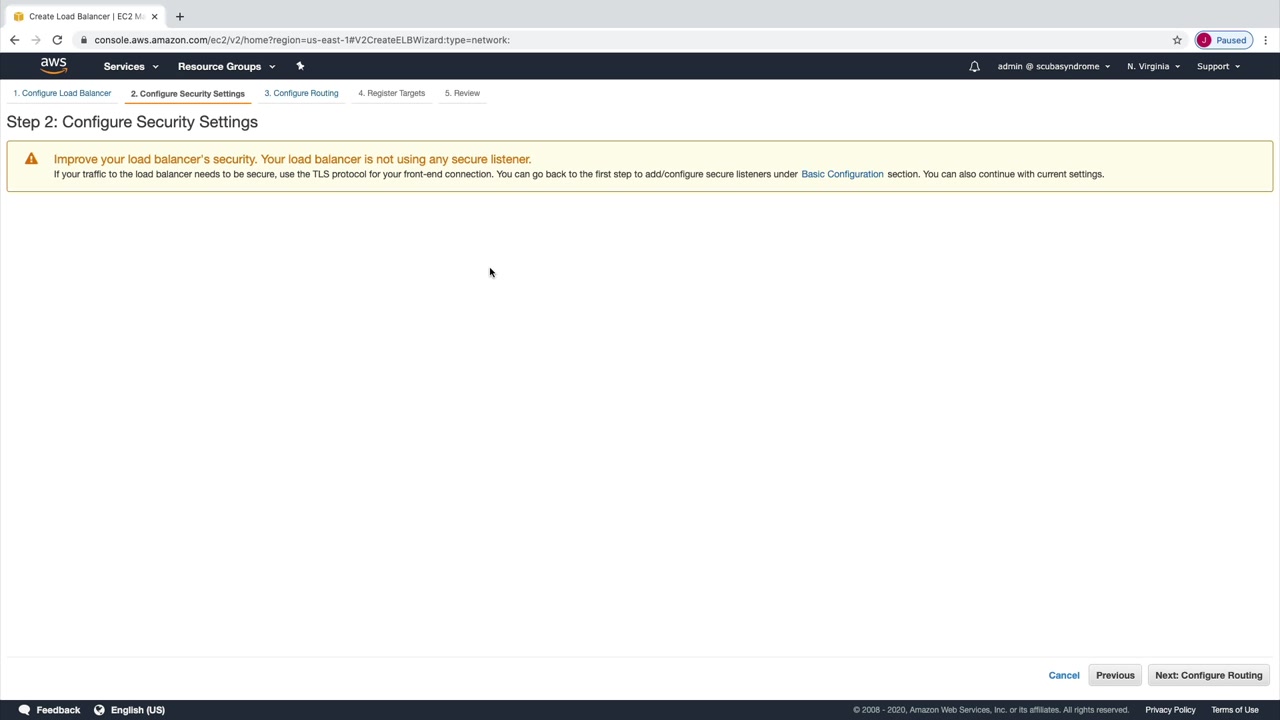 Create Load Balancer | EC2 Ma
console.aws.amazon.com/ec2/v2/home?region=us-east-1#V2CreateELBWizard:type=network:
J Paused
aws Services Resource Groups admin @ scubasyndrome N. Virginia Support
1. Configure Load Balancer 2. Configure Security Settings 3. Configure Routing 4. Register Targets 5. Review
Step 2: Configure Security Settings
Improve your load balancer's security. Your load balancer is not using any secure listener.
If your traffic to the load balancer needs to be secure, use the TLS protocol for your front-end connection. You can go back to the first step to add/configure secure listeners under Basic Configuration section. You can also continue with current settings.
Cancel Previous Next: Configure Routing
Feedback English (US) © 2008 - 2020, Amazon Web Services, Inc. or its affiliates. All rights reserved. Privacy Policy Terms of Use